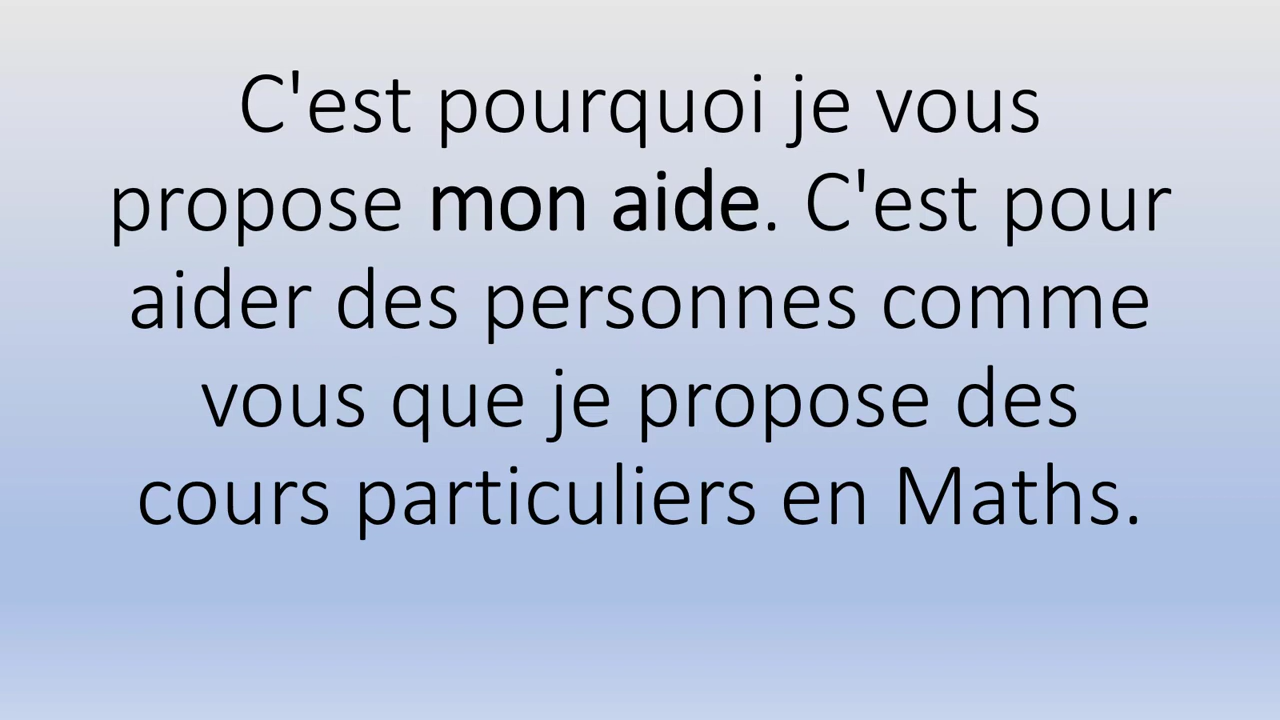 C'est pourquoi je vous
propose mon aide. C'est pour
aider des personnes comme
vous que je propose des
cours particuliers en Maths.